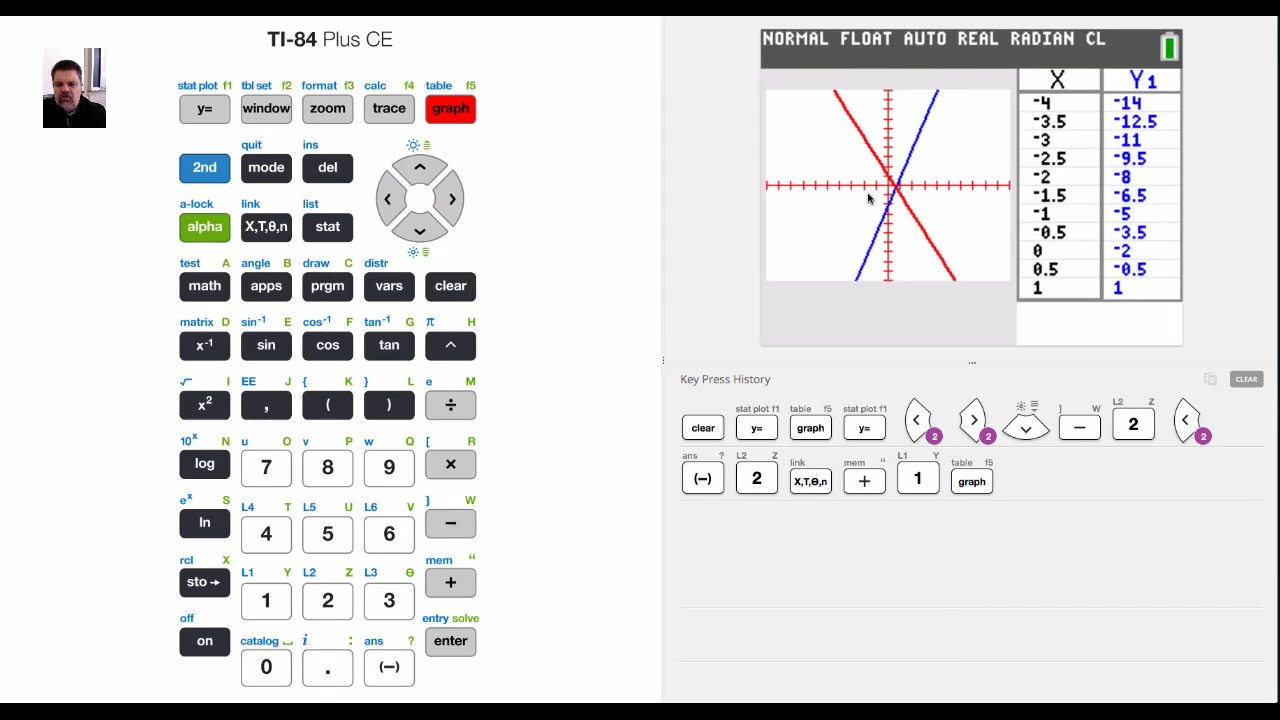 TI-84 Plus CE
stat plot f1 tbl set f2 format f3 calc f4 table f5
y= window zoom trace graph
quit ins
2nd mode del
a-lock link list
alpha X,T,θ,n stat
test A angle B draw C distr
math apps prgm vars clear
matrix D sin⁻¹ E cos⁻¹ F tan⁻¹ G π H
x⁻¹ sin cos tan ^
√ I EE J { K } L e M
x² , ( ) ÷
10ˣ N u O v P w Q [ R
log 7 8 9 ×
eˣ S L4 T L5 U L6 V ] W
ln 4 5 6 −
rcl X L1 Y L2 Z L3 θ mem “
sto→ 1 2 3 +
off catalog ⎵ i : ans ? entry solve
on 0 . (−) enter
NORMAL FLOAT AUTO REAL RADIAN CL
X Y1
-4 -14
-3.5 -12.5
-3 -11
-2.5 -9.5
-2 -8
-1.5 -6.5
-1 -5
-0.5 -3.5
0 -2
0.5 -0.5
1 1
Key Press History CLEAR
stat plot f1 table f5 stat plot f1 ] W L2 Z
clear y= graph y= 2 2 − 2 2
ans ? L2 Z link mem “ L1 Y table f5
(−) 2 X,T,θ,n + 1 graph